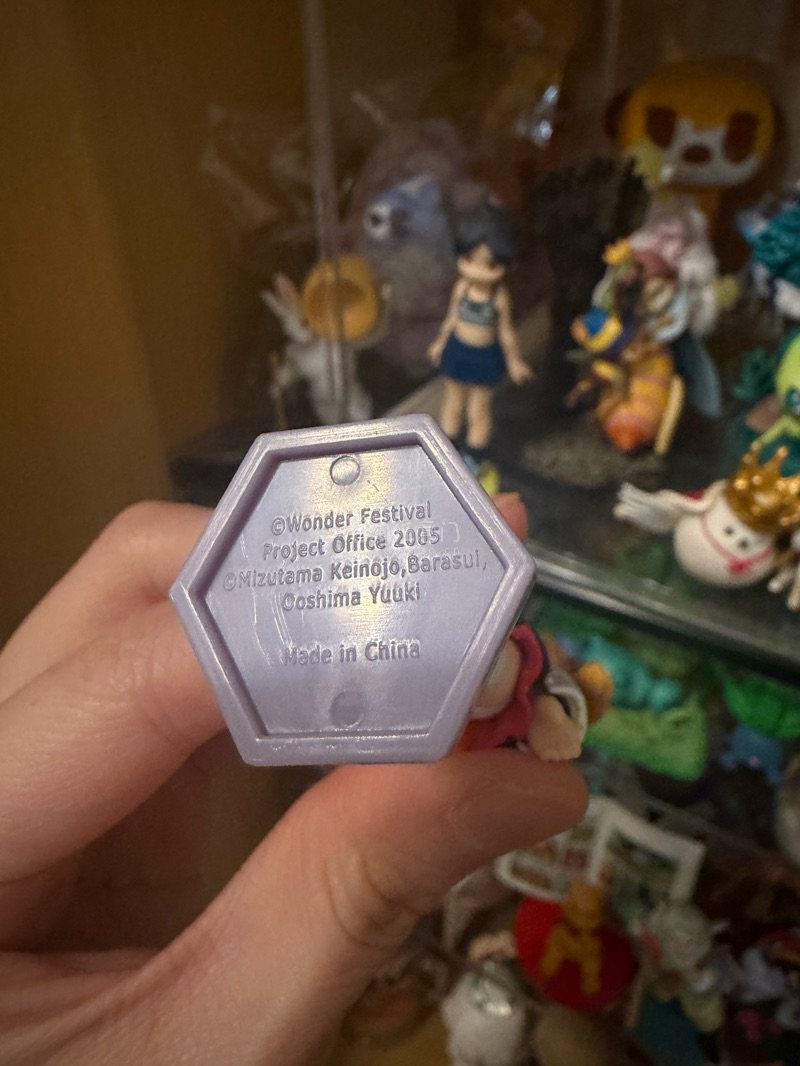 ©Wonder Festival
Project Office 2005
©Mizutama Keinojo,Barasui,
Ooshima Yuuki
Made in China